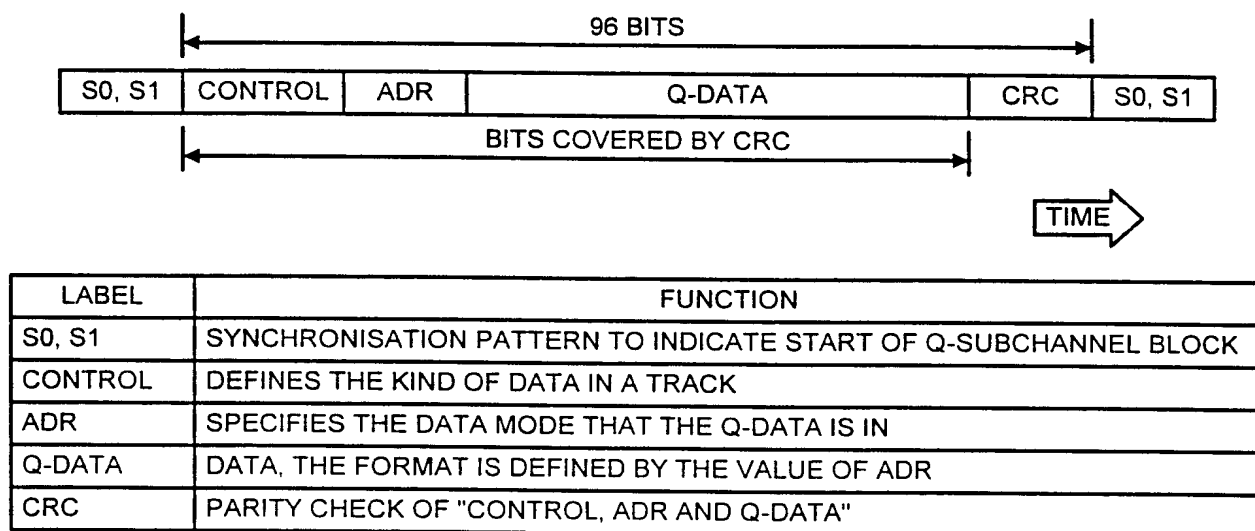 96 BITS
S0, S1 CONTROL ADR Q-DATA CRC S0, S1
BITS COVERED BY CRC
TIME
LABEL FUNCTION
S0, S1 SYNCHRONISATION PATTERN TO INDICATE START OF Q-SUBCHANNEL BLOCK
CONTROL DEFINES THE KIND OF DATA IN A TRACK
ADR SPECIFIES THE DATA MODE THAT THE Q-DATA IS IN
Q-DATA DATA, THE FORMAT IS DEFINED BY THE VALUE OF ADR
CRC PARITY CHECK OF "CONTROL, ADR AND Q-DATA"